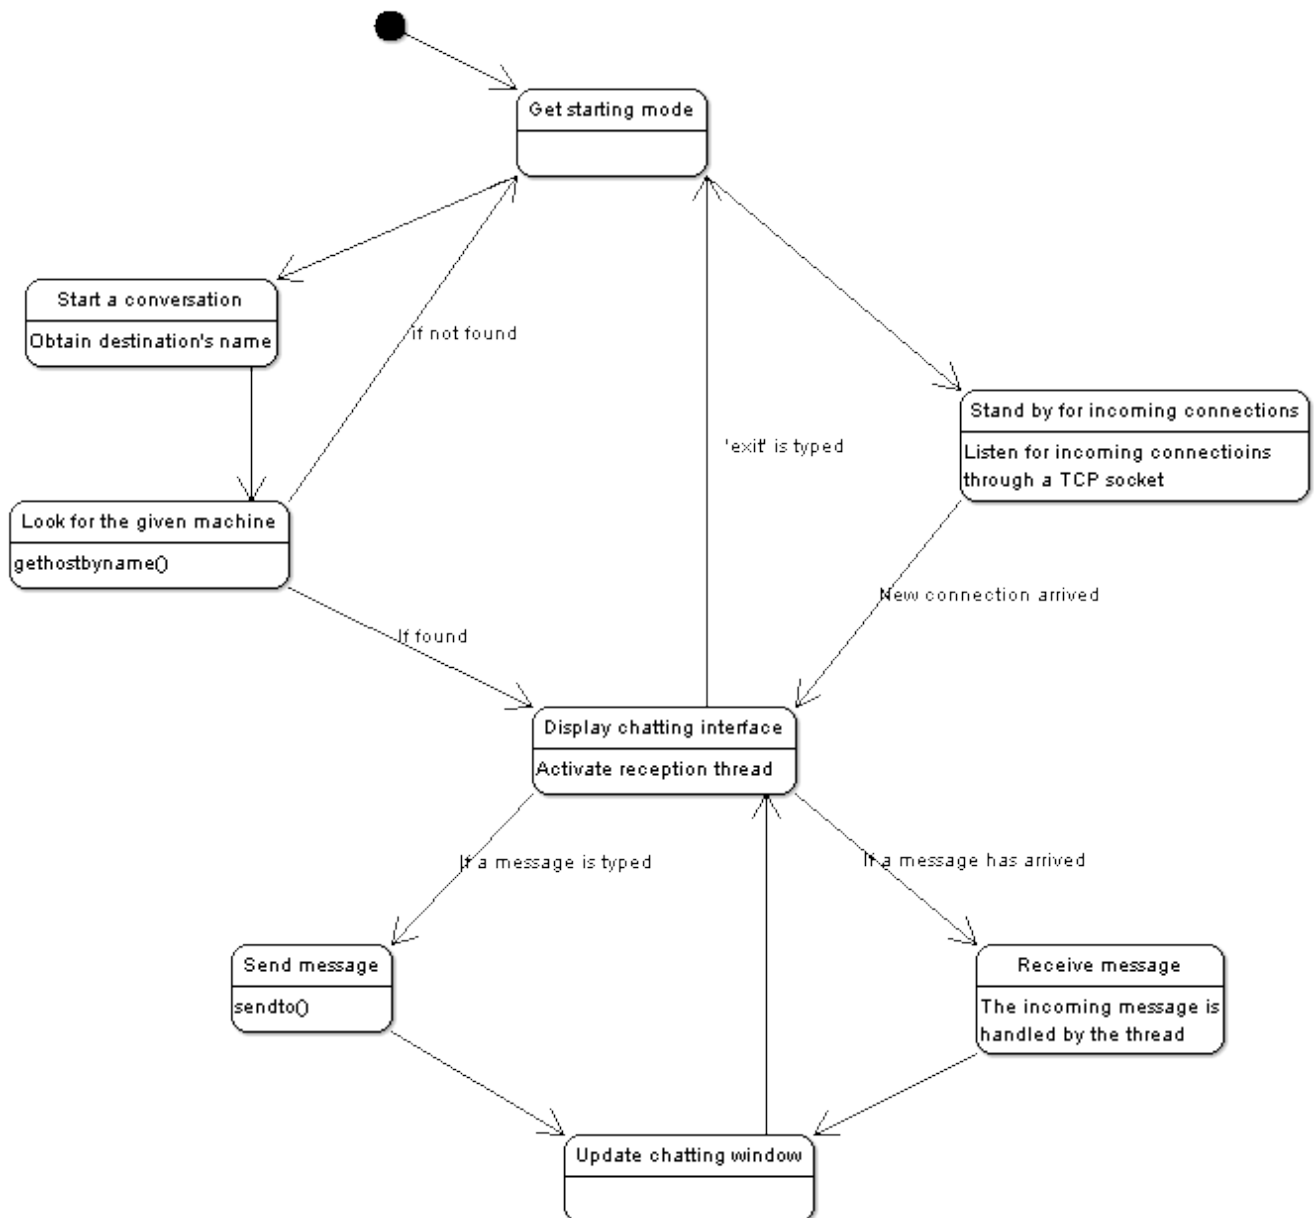 Get starting mode
Start a conversation
Obtain destination's name
if not found
'exit' is typed
Stand by for incoming connections
Listen for incoming connectioins
through a TCP socket
Look for the given machine
gethostbyname()
New connection arrived
If found
Display chatting interface
Activate reception thread
If a message is typed
If a message has arrived
Send message
sendto()
Receive message
The incoming message is
handled by the thread
Update chatting window